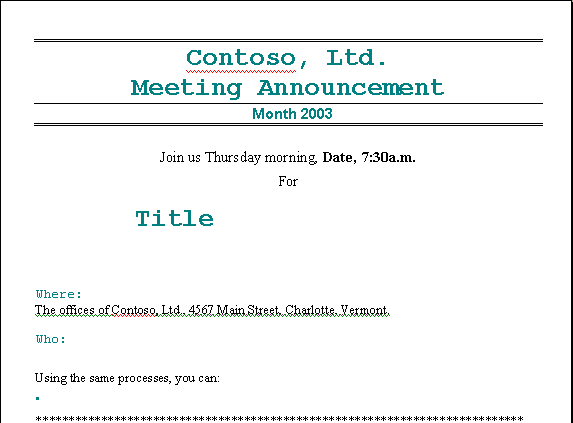 Contoso, Ltd.
Meeting Announcement
Month 2003
Join us Thursday morning, Date, 7:30a.m.
For
Title
Where:
The offices of Contoso, Ltd., 4567 Main Street, Charlotte, Vermont.
Who:
Using the same processes, you can:
•
*************************************************************************